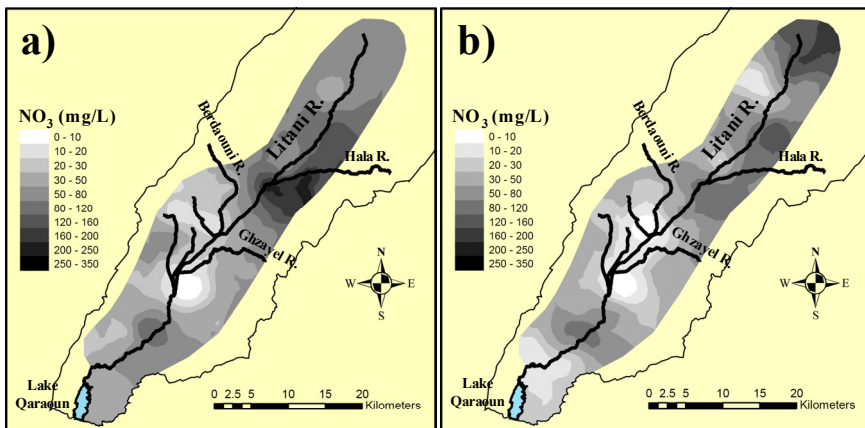 a)
NO3 (mg/L)
0 - 10
10 - 20
20 - 30
30 - 50
50 - 80
80 - 120
120 - 160
160 - 200
200 - 250
250 - 350
Berdaouni R.
Litani R.
Hala R.
Ghzayel R.
N
W E
S
Lake
Qaraoun
0 2.5 5 10 15 20
Kilometers
b)
NO3 (mg/L)
0 - 10
10 - 20
20 - 30
30 - 50
50 - 80
80 - 120
120 - 160
160 - 200
200 - 250
250 - 350
Berdaouni R.
Litani R.
Hala R.
Ghzayel R.
N
W E
S
Lake
Qaraoun
0 2.5 5 10 15 20
Kilometers